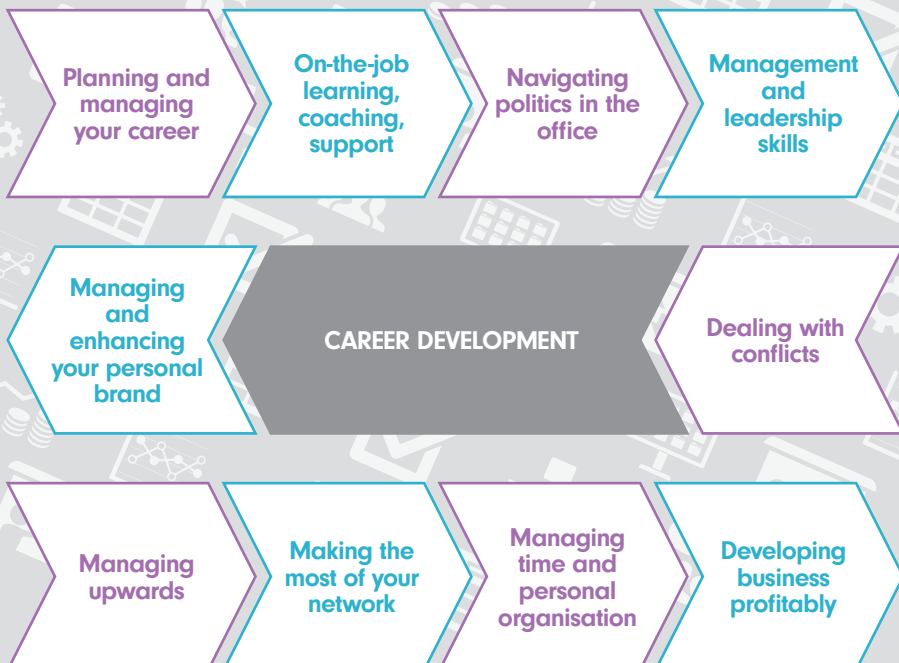 Planning and
managing
your career
On-the-job
learning,
coaching,
support
Navigating
politics in the
office
Management
and
leadership
skills
Managing
and
enhancing
your personal
brand
CAREER DEVELOPMENT
Dealing with
conflicts
Managing
upwards
Making the
most of your
network
Managing
time and
personal
organisation
Developing
business
profitably